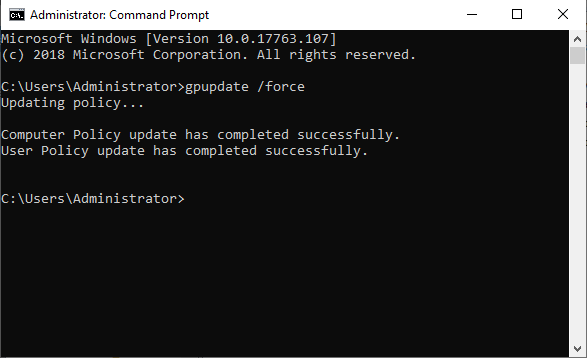 Administrator: Command Prompt
Microsoft Windows [Version 10.0.17763.107]
(c) 2018 Microsoft Corporation. All rights reserved.
C:\Users\Administrator>gpupdate /force
Updating policy...
Computer Policy update has completed successfully.
User Policy update has completed successfully.
C:\Users\Administrator>